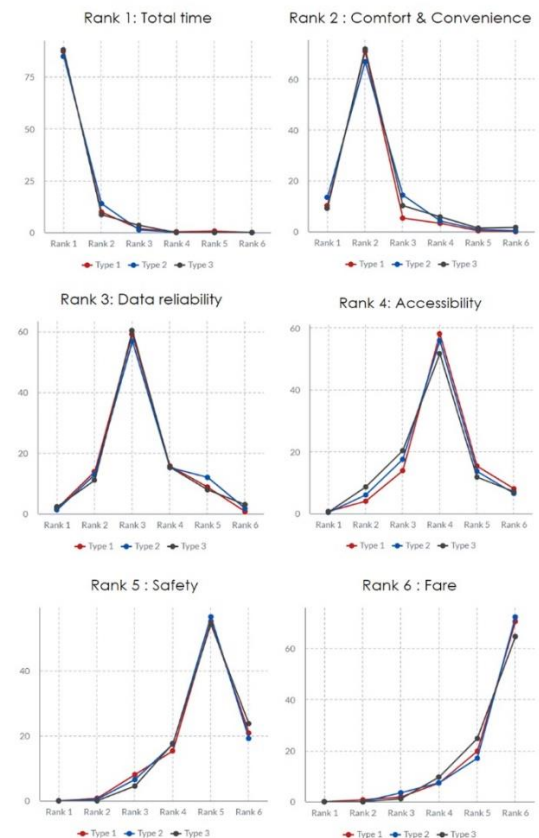 Rank 1: Total time
75
50
25
0
Rank 1 Rank 2 Rank 3 Rank 4 Rank 5 Rank 6
Type 1 Type 2 Type 3
Rank 2 : Comfort & Convenience
60
40
20
0
Rank 1 Rank 2 Rank 3 Rank 4 Rank 5 Rank 6
Type 1 Type 2 Type 3
Rank 3: Data reliability
60
40
20
0
Rank 1 Rank 2 Rank 3 Rank 4 Rank 5 Rank 6
Type 1 Type 2 Type 3
Rank 4: Accessibility
60
40
20
0
Rank 1 Rank 2 Rank 3 Rank 4 Rank 5 Rank 6
Type 1 Type 2 Type 3
Rank 5 : Safety
40
20
0
Rank 1 Rank 2 Rank 3 Rank 4 Rank 5 Rank 6
Type 1 Type 2 Type 3
Rank 6 : Fare
60
40
20
0
Rank 1 Rank 2 Rank 3 Rank 4 Rank 5 Rank 6
Type 1 Type 2 Type 3